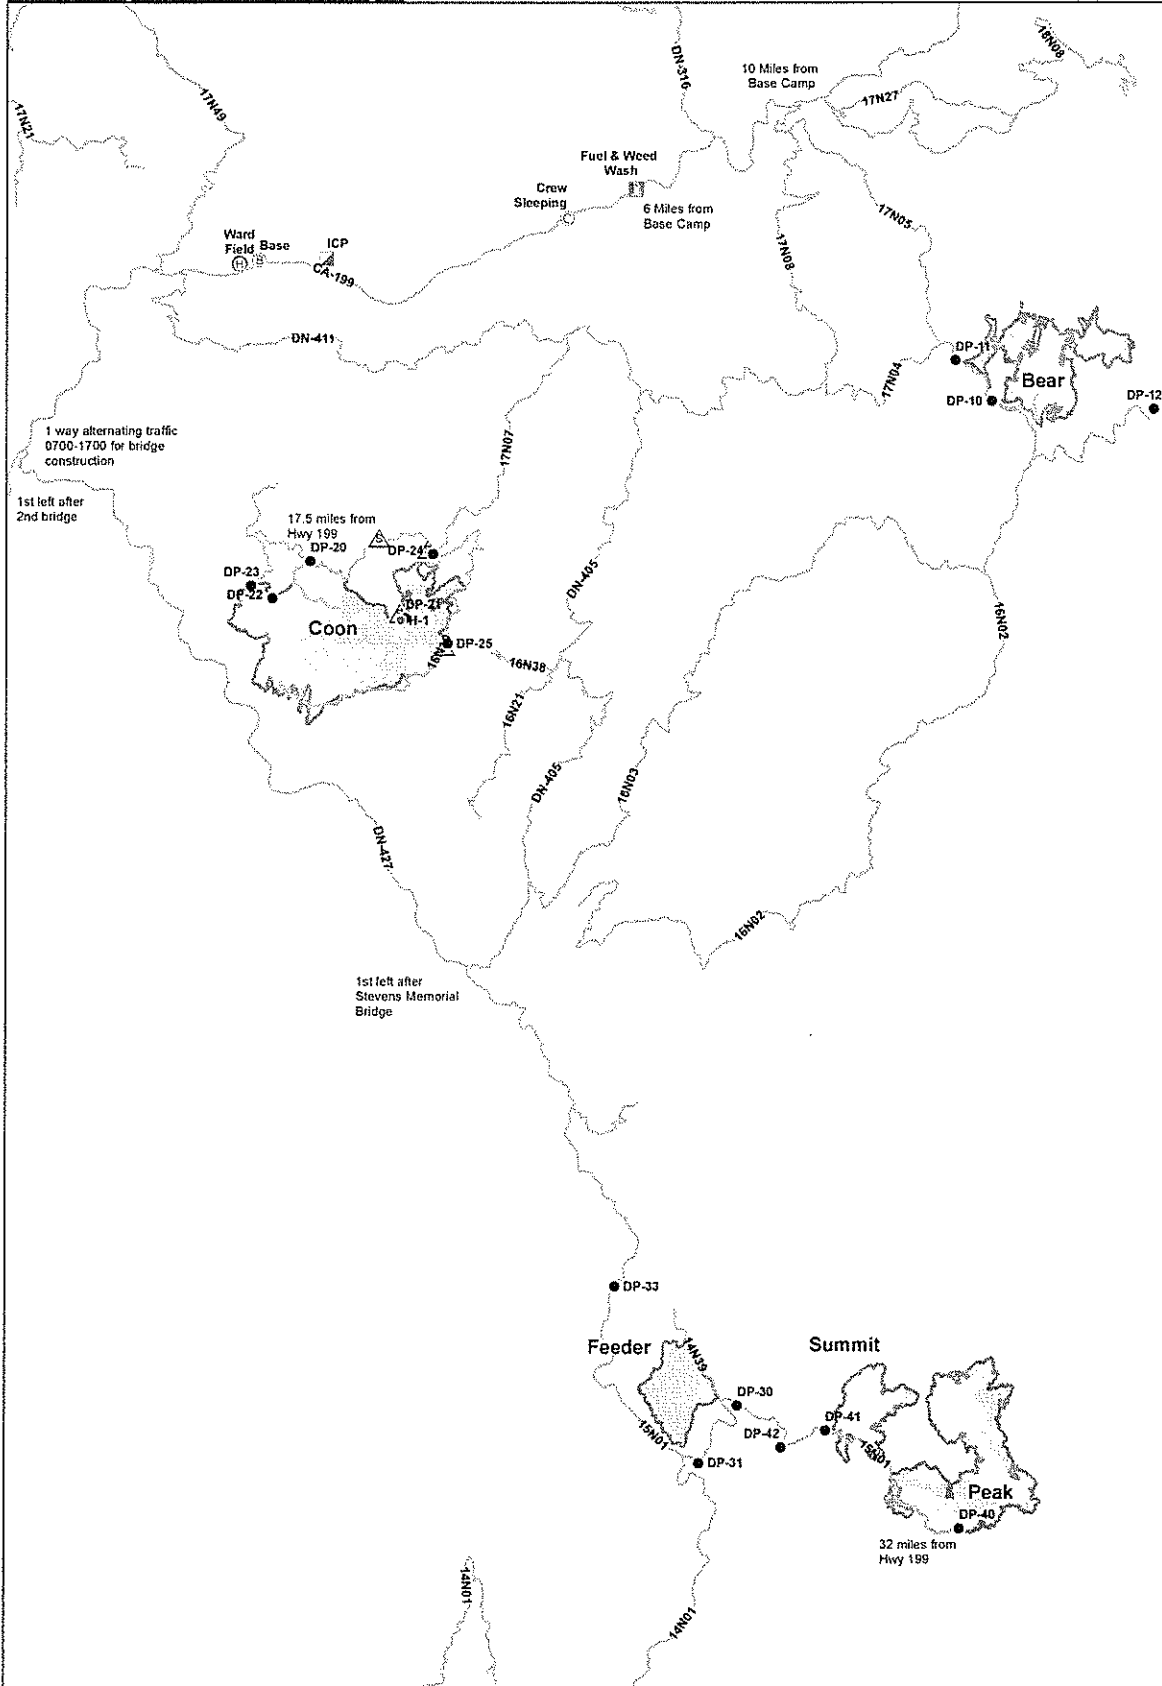 DN-316
10 Miles from
Base Camp
18N08
17N49
17N27
17N21
Fuel & Weed
Wash
Crew
Sleeping
6 Miles from
Base Camp
17N05
Ward
Field
Base
ICP
H
B
CA-199
17N08
DN-411
DP-11
17N04
Bear
DP-10
DP-12
1 way alternating traffic
0700-1700 for bridge
construction
17N07
1st left after
2nd bridge
17.5 miles from
Hwy 199
S
DP-20
DP-24
DP-23
DP-22
DN-405
DP-21
H-1
Coon
16N02
DP-25
16N38
16N21
DN-405
16N03
DN-427
16N02
1st left after
Stevens Memorial
Bridge
DP-33
Feeder
14N39
Summit
DP-30
DP-41
15N01
DP-42
15N01
DP-31
Peak
DP-40
32 miles from
Hwy 199
14N01
14N01